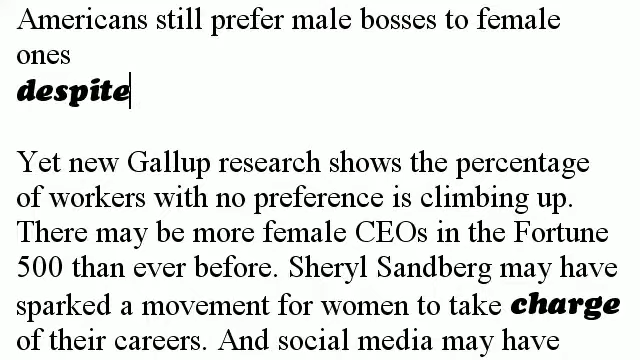 Americans still prefer male bosses to female
ones
despite
Yet new Gallup research shows the percentage
of workers with no preference is climbing up.
There may be more female CEOs in the Fortune
500 than ever before. Sheryl Sandberg may have
sparked a movement for women to take charge
of their careers. And social media may have